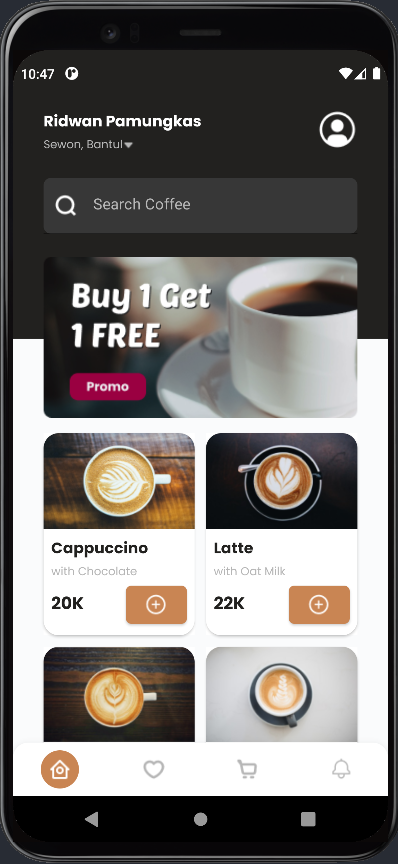 10:47
Ridwan Pamungkas
Sewon, Bantul
Search Coffee
Buy 1 Get
1 FREE
Promo
Cappuccino
with Chocolate
20K
Latte
with Oat Milk
22K